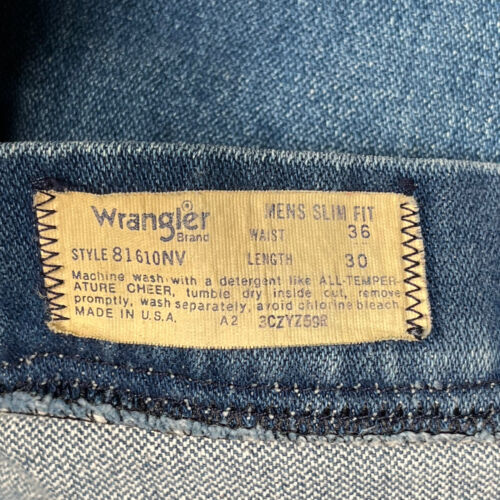 Wrangler® MENS SLIM FIT
Brand WAIST 36
STYLE 81610NV LENGTH 30
Machine wash with a detergent like ALL-TEMPER-
ATURE CHEER, tumble dry inside out, remove
promptly, wash separately, avoid chlorine bleach.
MADE IN U.S.A. A2 3CZYZ59R